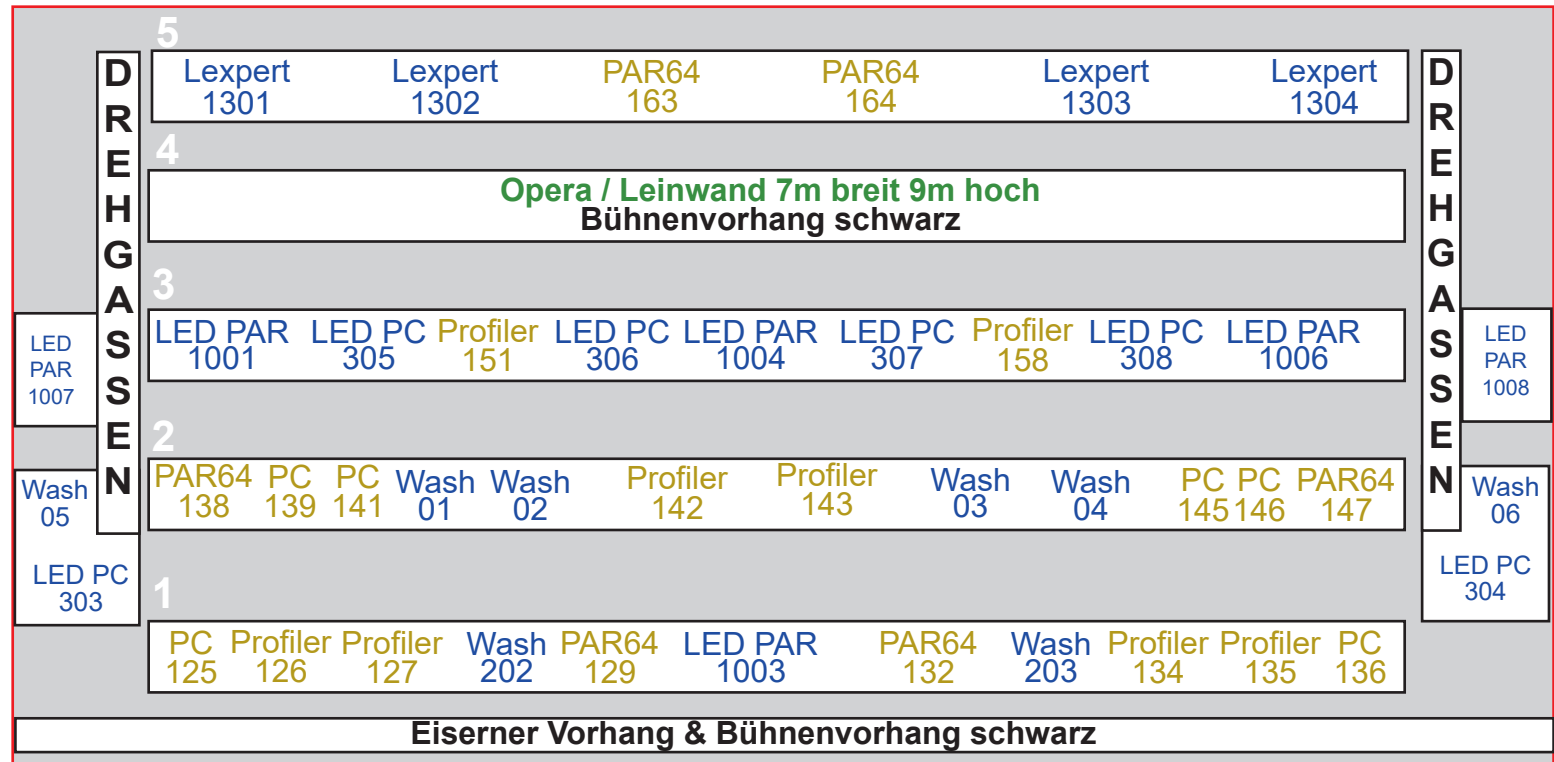 5
Lexpert Lexpert PAR64 PAR64 Lexpert Lexpert
1301 1302 163 164 1303 1304
4
Opera / Leinwand 7m breit 9m hoch
Bühnenvorhang schwarz
3
LED PAR LED PC Profiler LED PC LED PAR LED PC Profiler LED PC LED PAR
1001 305 151 306 1004 307 158 308 1006
2
PAR64 PC PC Wash Wash Profiler Profiler Wash Wash PC PC PAR64
138 139 141 01 02 142 143 03 04 145 146 147
1
PC Profiler Profiler Wash PAR64 LED PAR PAR64 Wash Profiler Profiler PC
125 126 127 202 129 1003 132 203 134 135 136
Eiserner Vorhang & Bühnenvorhang schwarz
DREHGASSEN
LED
PAR
1007
Wash
05
LED PC
303
DREHGASSEN
LED
PAR
1008
Wash
06
LED PC
304